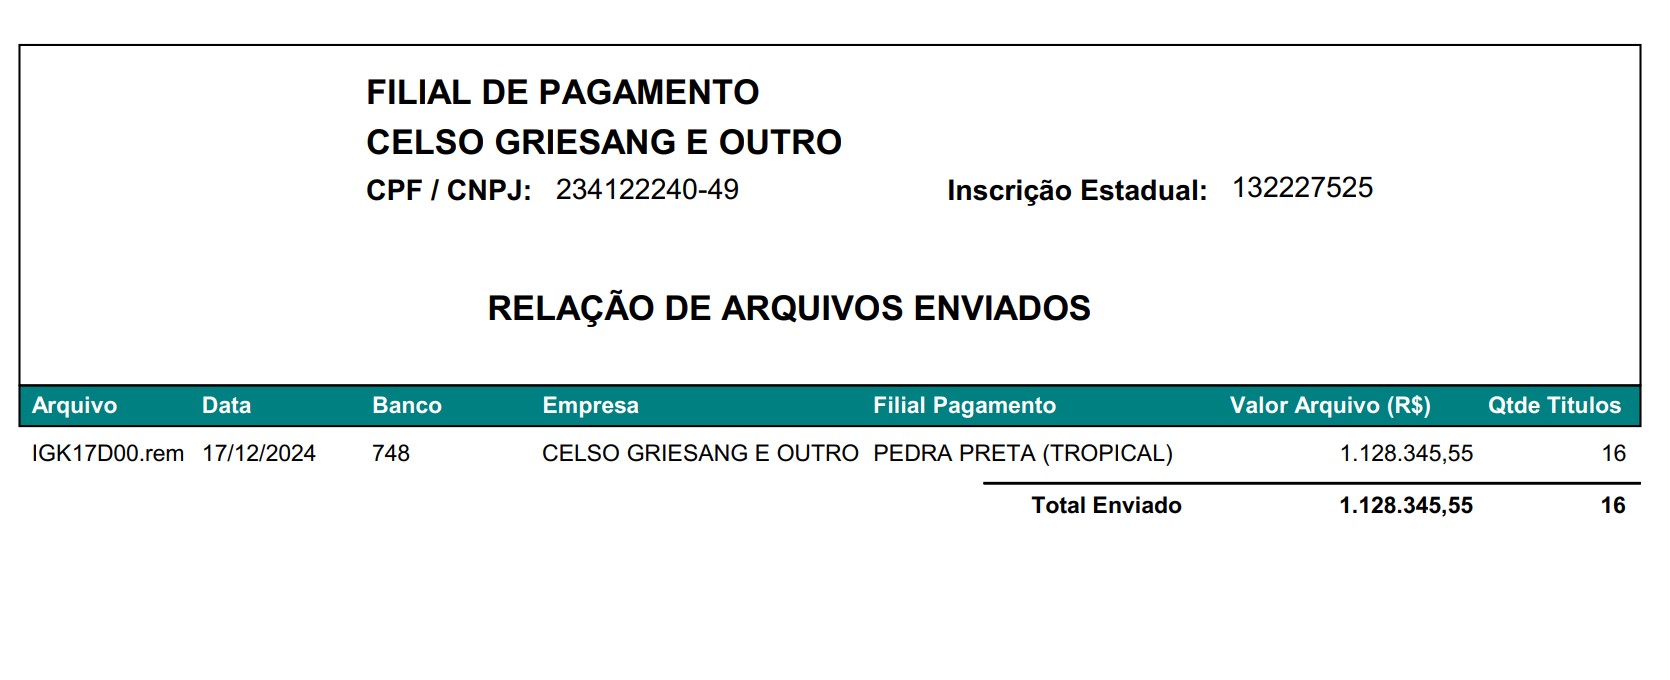 FILIAL DE PAGAMENTO
CELSO GRIESANG E OUTRO
CPF / CNPJ: 234122240-49 Inscrição Estadual: 132227525
RELAÇÃO DE ARQUIVOS ENVIADOS
Arquivo Data Banco Empresa Filial Pagamento Valor Arquivo (R$) Qtde Titulos
IGK17D00.rem 17/12/2024 748 CELSO GRIESANG E OUTRO PEDRA PRETA (TROPICAL) 1.128.345,55 16
Total Enviado 1.128.345,55 16